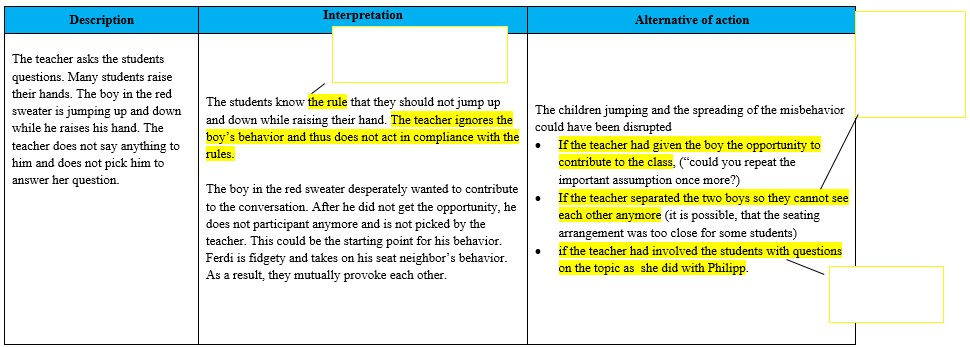 Description
Interpretation
Alternative of action
The teacher asks the students
questions. Many students raise
their hands. The boy in the red
sweater is jumping up and down
while he raises his hand. The
teacher does not say anything to
him and does not pick him to
answer her question.
The students know the rule that they should not jump up
and down while raising their hand. The teacher ignores the
boy's behavior and thus does not act in compliance with the
rules.
The boy in the red sweater desperately wanted to contribute
to the conversation. After he did not get the opportunity, he
does not participant anymore and is not picked by the
teacher. This could be the starting point for his behavior.
Ferdi is fidgety and takes on his seat neighbor's behavior.
As a result, they mutually provoke each other.
The children jumping and the spreading of the misbehavior
could have been disrupted
• If the teacher had given the boy the opportunity to
contribute to the class, ("could you repeat the
important assumption once more?)
• If the teacher separated the two boys so they cannot see
each other anymore (it is possible, that the seating
arrangement was too close for some students)
• if the teacher had involved the students with questions
on the topic as she did with Philipp.